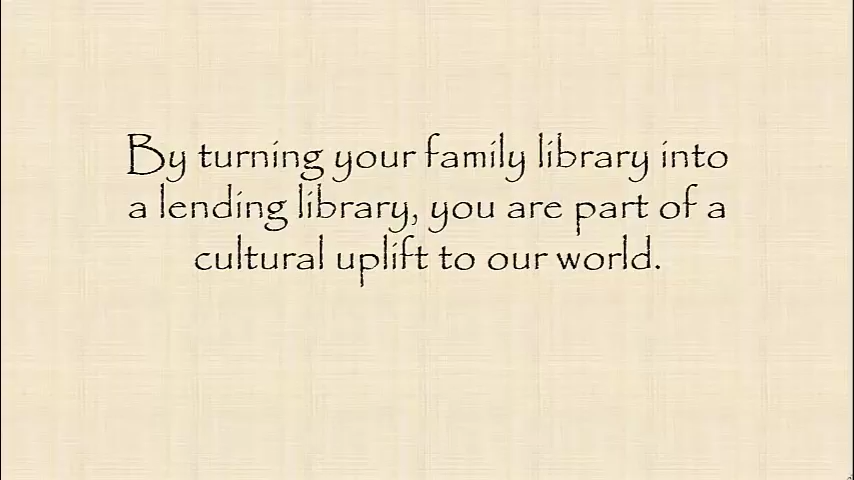 By turning your family library into
a lending library, you are part of a
cultural uplift to our world.